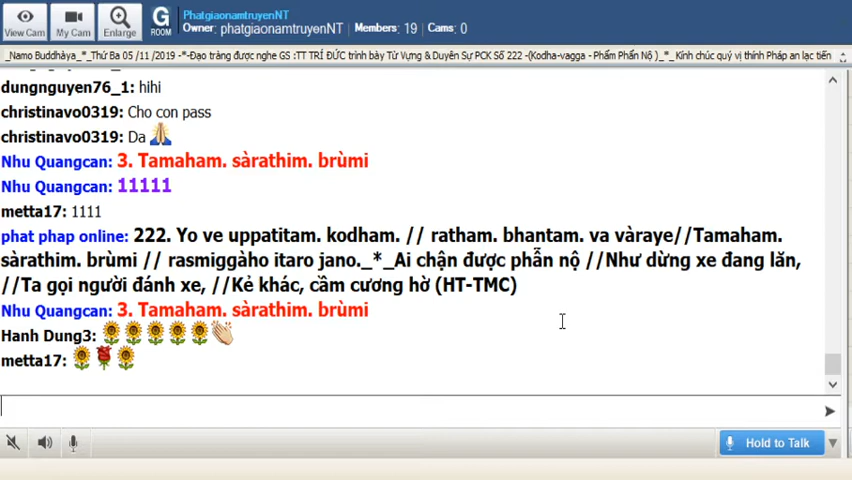 PhatgiaonamtruyenNT
Owner: phatgiaonamtruyenNT Members: 19 Cams: 0
View Cam My Cam Enlarge G ROOM
_Namo Buddhàya_*_Thứ Ba 05 /11 /2019 -*-Đạo tràng được nghe GS :TT TRÍ ĐỨC trình bày Từ Vựng & Duyên Sự PCK Số 222 -(Kodha-vagga - Phẩm Phẫn Nộ )_*_ Kính chúc quý vị thính Pháp an lạc tiến
dungnguyen76_1: hihi
christinavo0319: Cho con pass
christinavo0319: Da 🙏
Nhu Quangcan: 3. Tamaham. sàrathim. brùmi
Nhu Quangcan: 11111
metta17: 1111
phat phap online: 222. Yo ve uppatitam. kodham. // ratham. bhantam. va vàraye//Tamaham.
sàrathim. brùmi // rasmiggàho itaro jano._*_Ai chận được phẫn nộ //Như dừng xe đang lăn,
//Ta gọi người đánh xe, //Kẻ khác, cầm cương hờ (HT-TMC)
Nhu Quangcan: 3. Tamaham. sàrathim. brùmi
Hanh Dung3: 🌻🌻🌻🌻🌻👏
metta17: 🌻🌹🌻
Hold to Talk